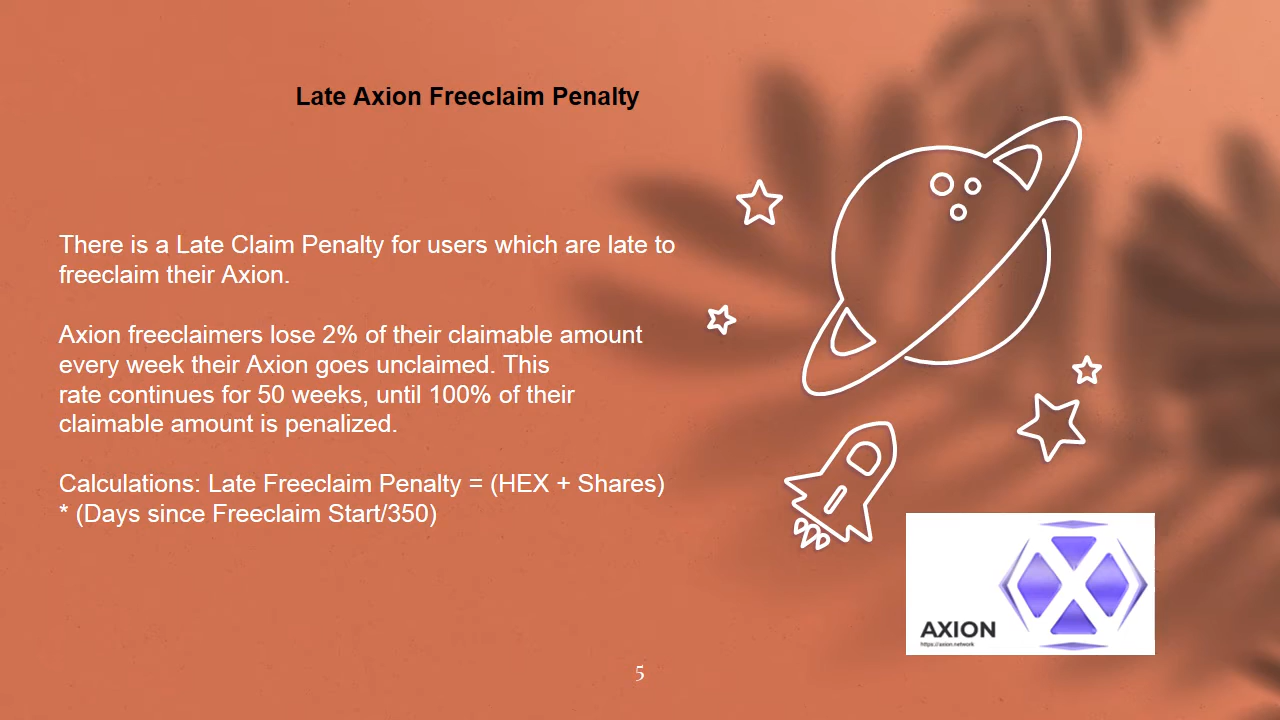 Late Axion Freeclaim Penalty
There is a Late Claim Penalty for users which are late to
freeclaim their Axion.
Axion freeclaimers lose 2% of their claimable amount
every week their Axion goes unclaimed. This
rate continues for 50 weeks, until 100% of their
claimable amount is penalized.
Calculations: Late Freeclaim Penalty = (HEX + Shares)
* (Days since Freeclaim Start/350)
AXION
https://axion.network
5